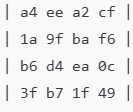 | a4 ee a2 cf |
| 1a 9f ba f6 |
| b6 d4 ea 0c |
| 3f b7 1f 49 |